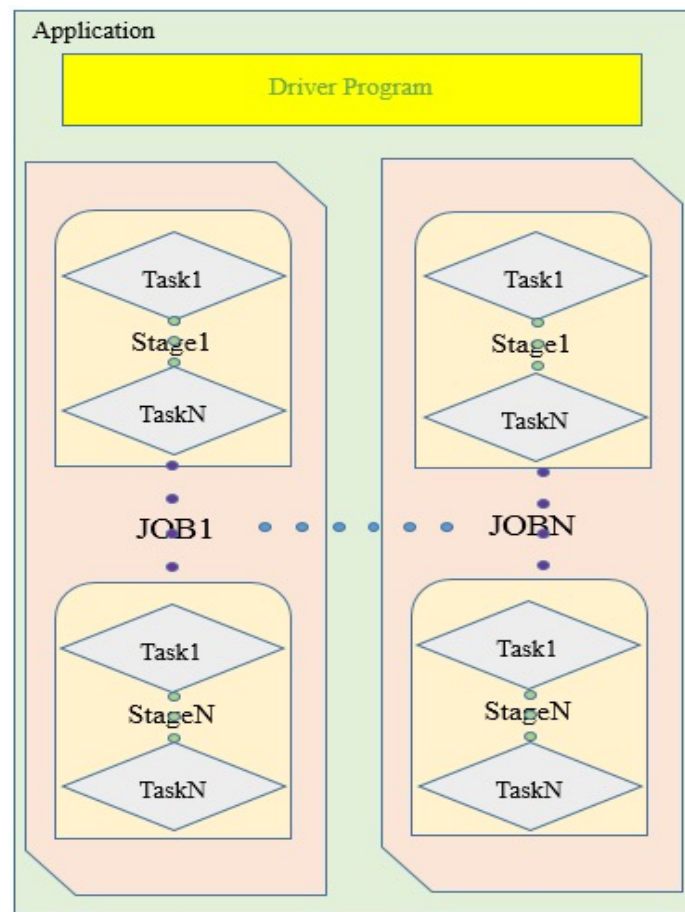 Application
Driver Program
Task1
Stage1
TaskN
JOB1
Task1
StageN
TaskN
Task1
Stage1
TaskN
JOBN
Task1
StageN
TaskN